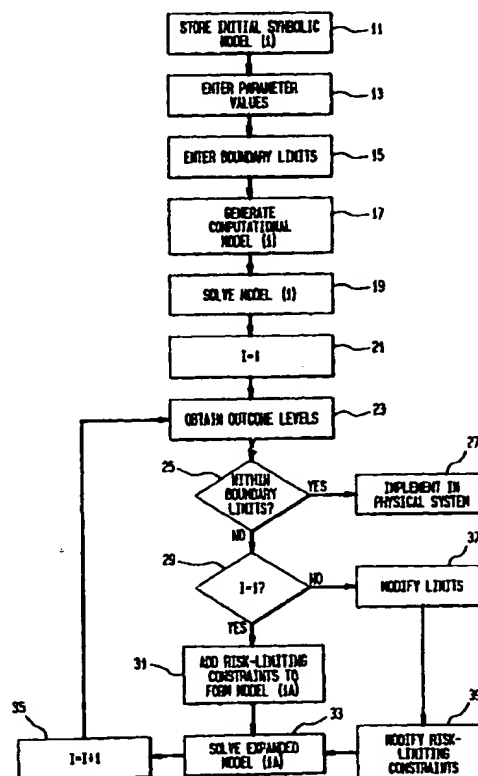 STORE INITIAL SYMBOLIC
MODEL (1)
11
ENTER PARAMETER
VALUES
13
ENTER BOUNDARY LIMITS
15
GENERATE
COMPUTATIONAL
MODEL (1)
17
SOLVE MODEL (1)
19
I=1
21
OBTAIN OUTCOME LEVELS
23
25
WITHIN
BOUNDARY
LIMITS?
YES
NO
27
IMPLEMENT IN
PHYSICAL SYSTEM
29
I=1?
NO
YES
37
MODIFY LIMITS
31
ADD RISK-LIMITING
CONSTRAINTS TO
FORM MODEL (1A)
33
SOLVE EXPANDED
MODEL (1A)
35
I=I+1
39
MODIFY RISK-
LIMITING
CONSTRAINTS